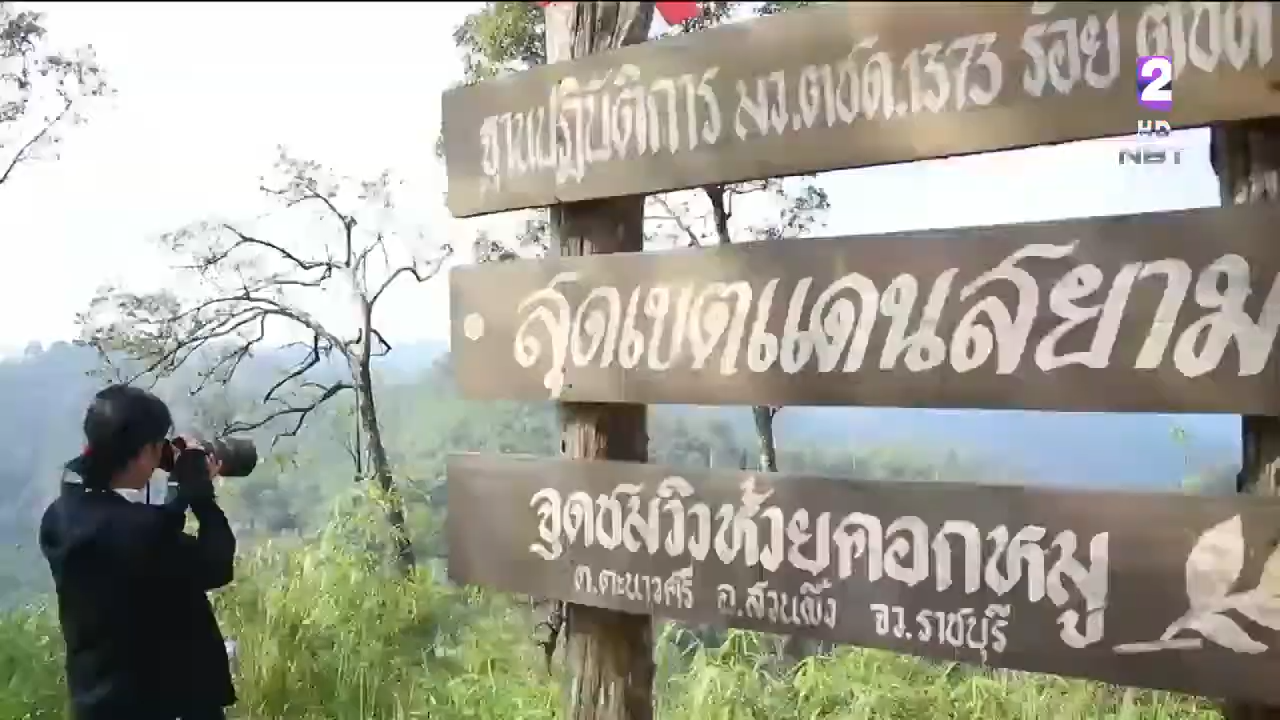 ฐานปฏิบัติการ มว.ตชด.1373 ร้อย ตชด
สุดเขตแดนสยาม
จุดชมวิวห้วยคอกหมู
ต.ตะนาวศรี อ.สวนผึ้ง จว.ราชบุรี
2
HD
NBT